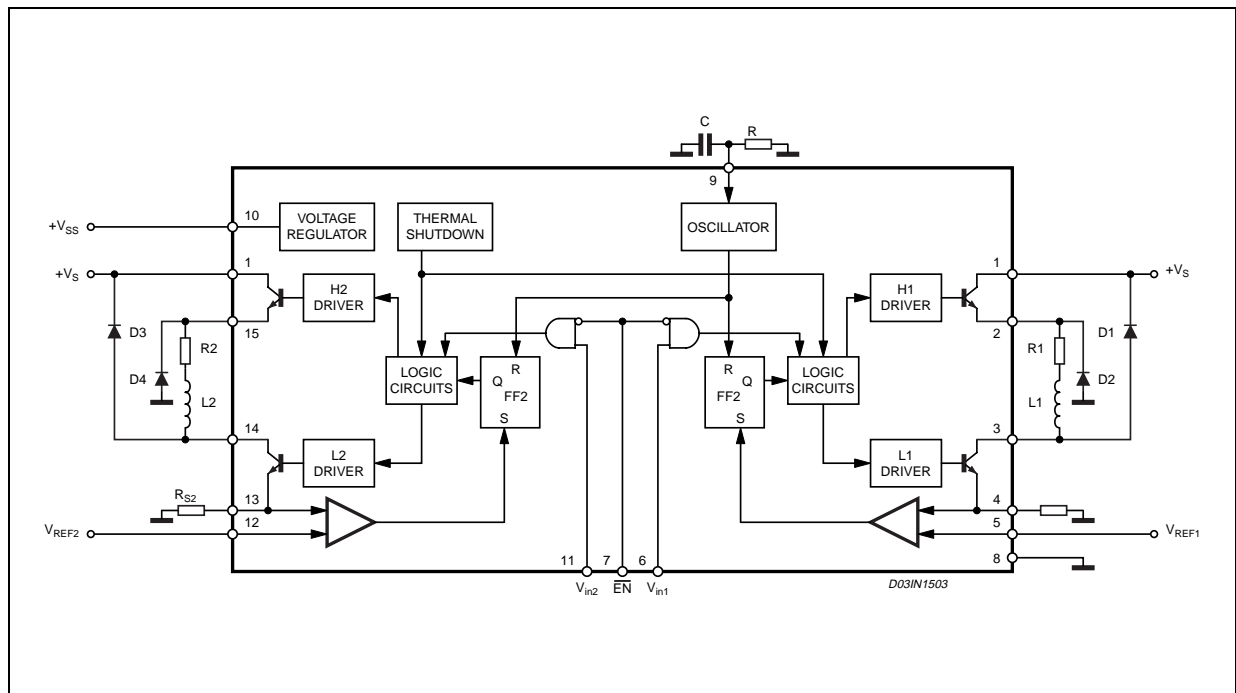 C
R
9
+VSS
10
VOLTAGE
REGULATOR
THERMAL
SHUTDOWN
OSCILLATOR
+VS
1
H2
DRIVER
H1
DRIVER
1
+VS
D3
15
R2
D4
L2
LOGIC
CIRCUITS
R
Q
FF2
S
R
Q
FF2
S
LOGIC
CIRCUITS
2
R1
D1
D2
L1
14
L2
DRIVER
L1
DRIVER
3
RS2
13
4
VREF2
12
5
VREF1
11
7
6
8
Vin2
EN
Vin1
D03IN1503